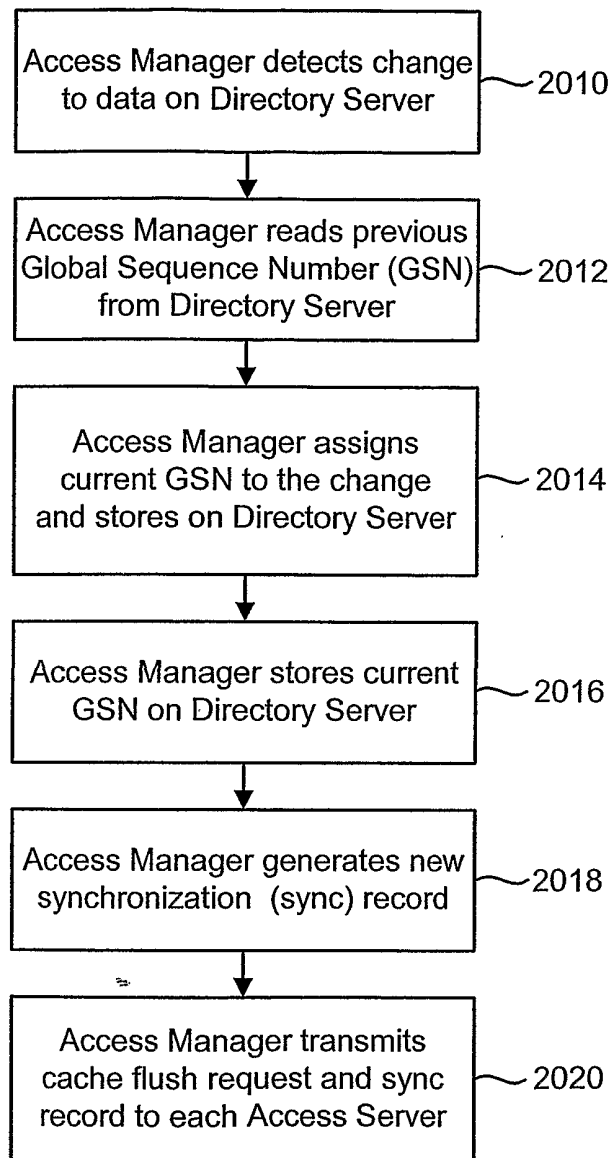 Access Manager detects change
to data on Directory Server
2010
Access Manager reads previous
Global Sequence Number (GSN)
from Directory Server
2012
Access Manager assigns
current GSN to the change
and stores on Directory Server
2014
Access Manager stores current
GSN on Directory Server
2016
Access Manager generates new
synchronization (sync) record
2018
Access Manager transmits
cache flush request and sync
record to each Access Server
2020